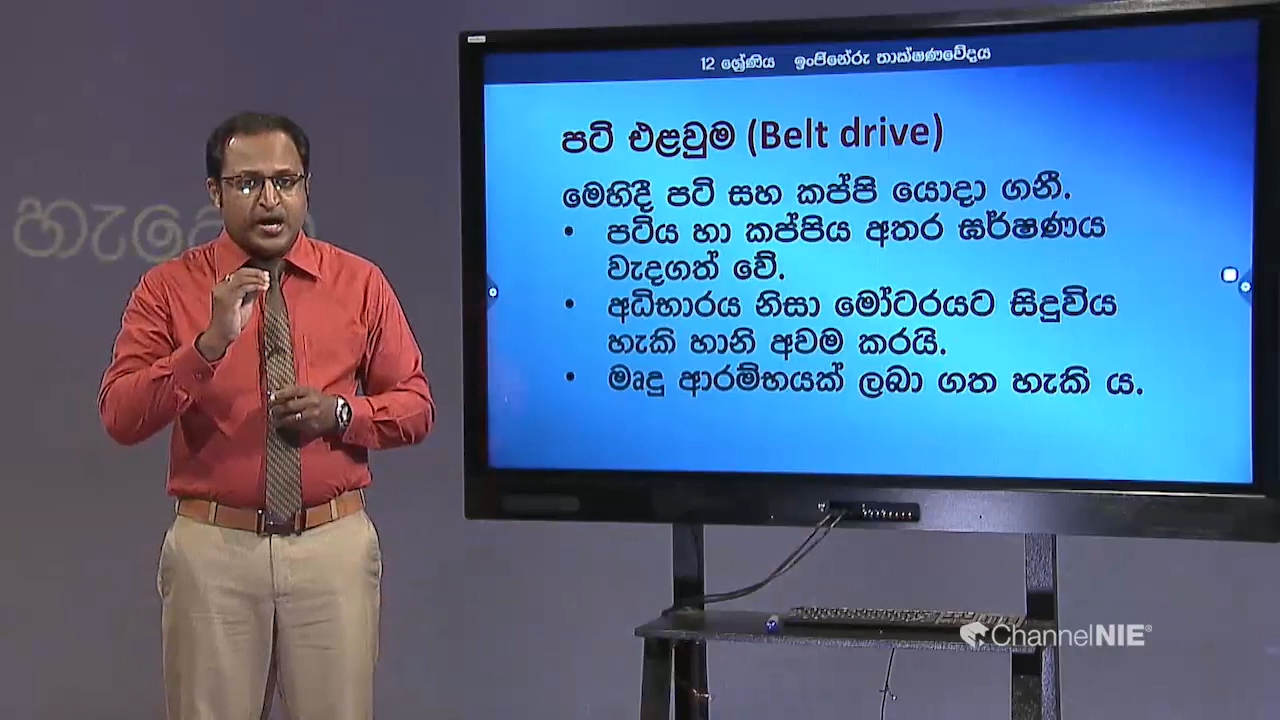 12 ශ්‍රේණිය ඉංජිනේරු තාක්ෂණවේදය
පටි එළවුම (Belt drive)
මෙහිදී පටි සහ කප්පි යොදා ගනී.
• පටිය හා කප්පිය අතර ඝර්ෂණය
වැදගත් වේ.
• අධිභාරය නිසා මෝටරයට සිදුවිය
හැකි හානි අවම කරයි.
• මෘදු ආරම්භයක් ලබා ගත හැකි ය.
ChannelNIE®